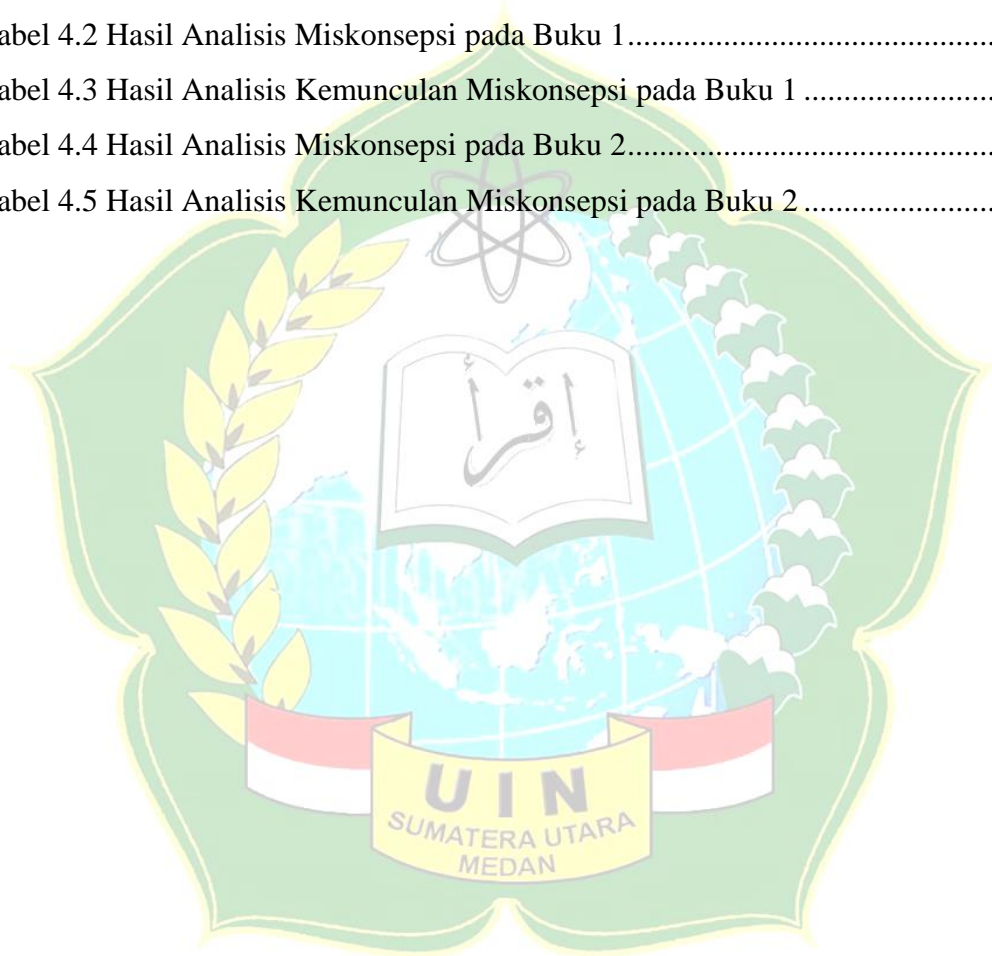 abel 4.2 Hasil Analisis Miskonsepsi pada Buku 1.............................................
abel 4.3 Hasil Analisis Kemunculan Miskonsepsi pada Buku 1 ........................
abel 4.4 Hasil Analisis Miskonsepsi pada Buku 2.............................................
abel 4.5 Hasil Analisis Kemunculan Miskonsepsi pada Buku 2 ........................
إقرأ
UIN
SUMATERA UTARA
MEDAN